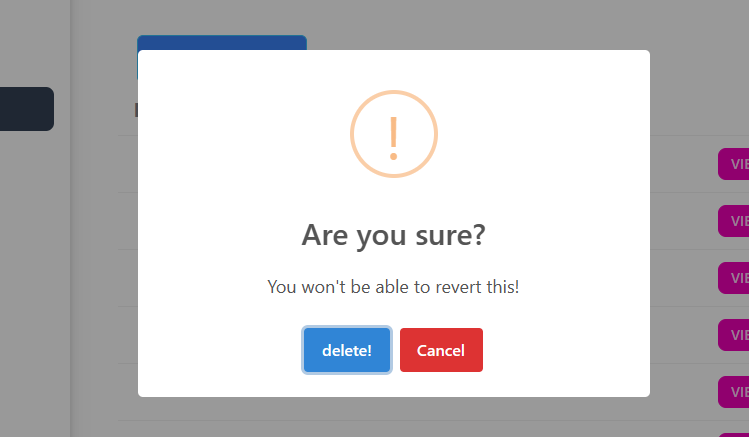 !
Are you sure?
You won't be able to revert this!
delete! Cancel